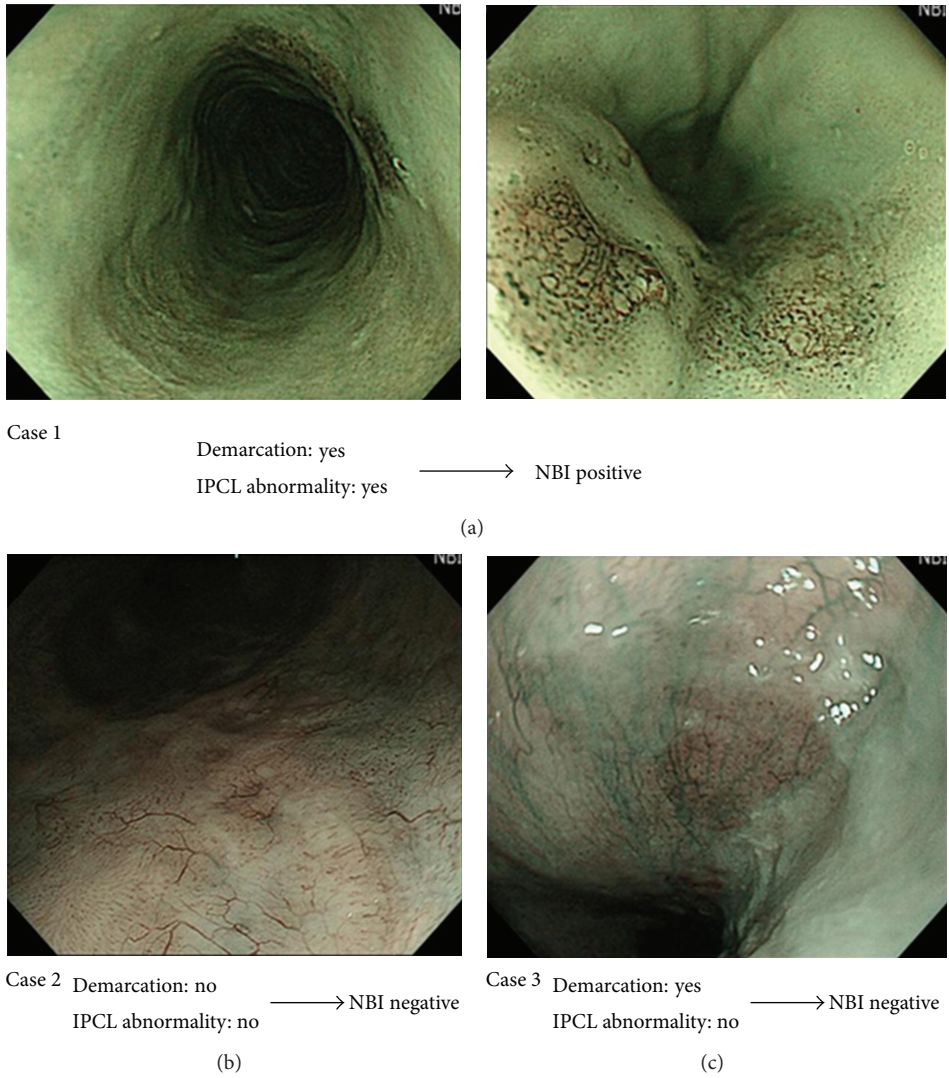 NBI
NBI
Case 1
Demarcation: yes
IPCL abnormality: yes
NBI positive
(a)
NBI
NBI
Case 2
Demarcation: no
IPCL abnormality: no
NBI negative
(b)
Case 3
Demarcation: yes
IPCL abnormality: no
NBI negative
(c)